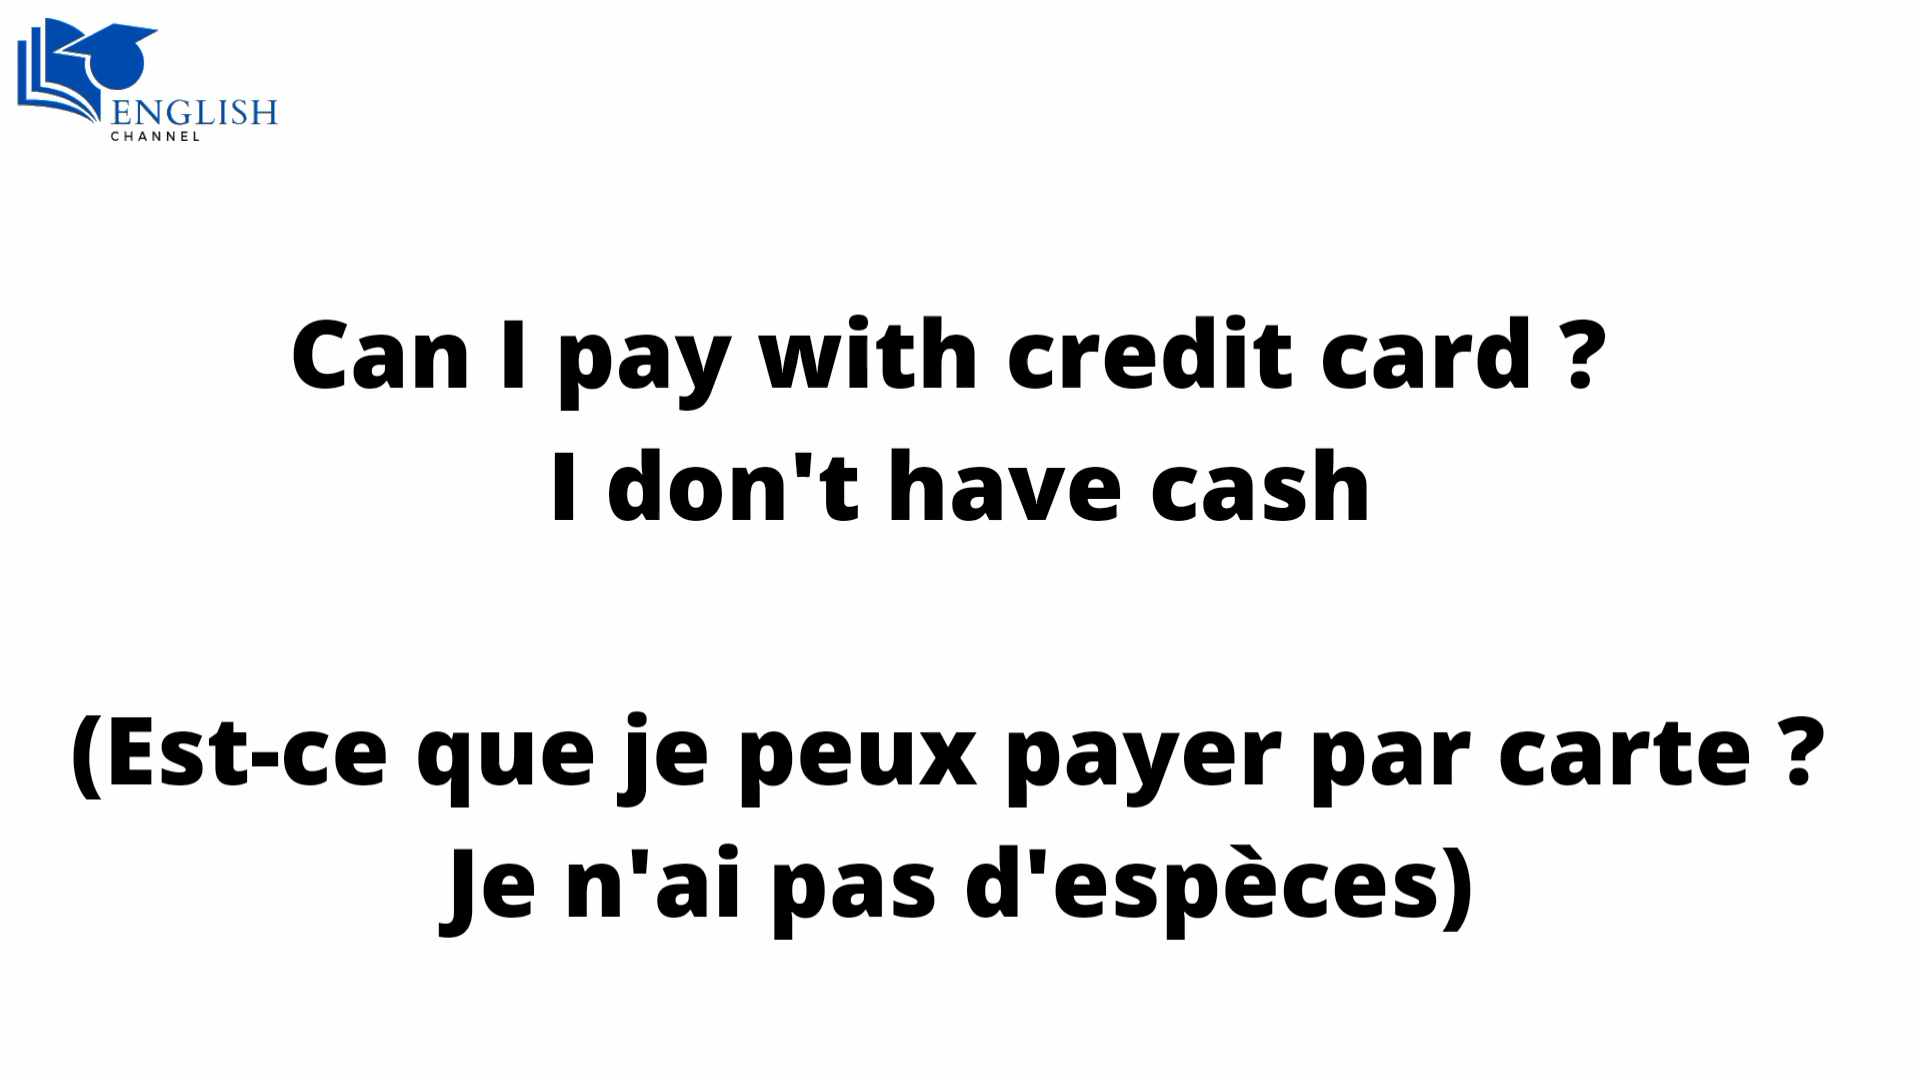 ENGLISH
CHANNEL
Can I pay with credit card ?
I don't have cash
(Est-ce que je peux payer par carte ?
Je n'ai pas d'espèces)